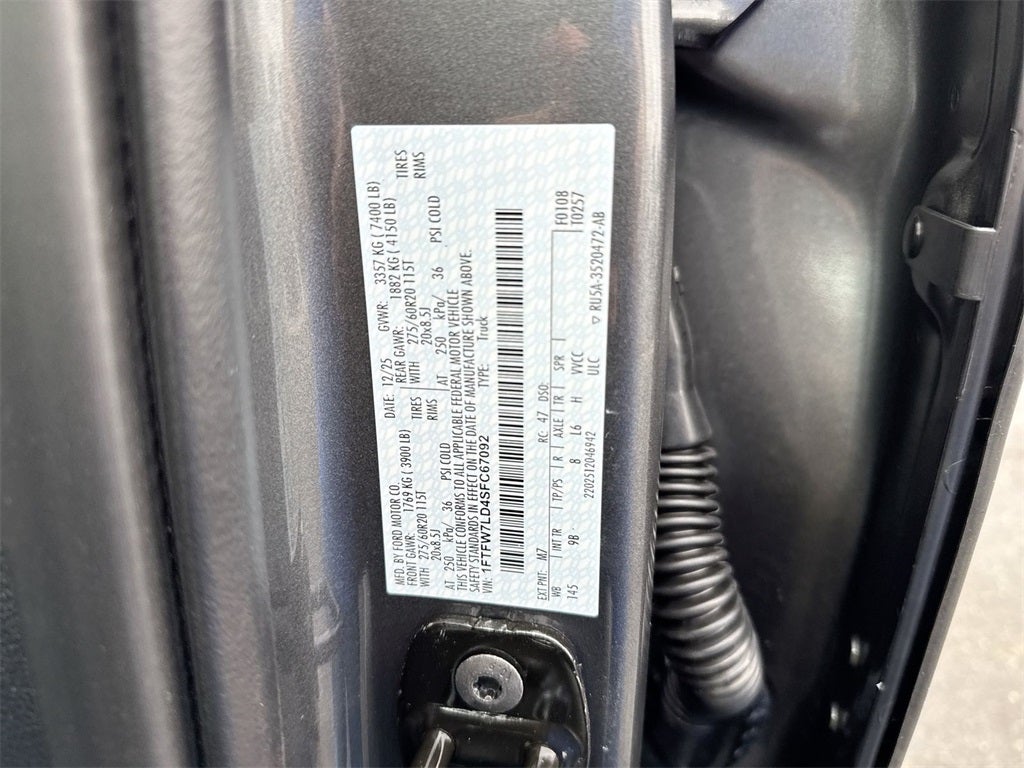 MFD. BY FORD MOTOR CO.
DATE: 12/25 GVWR: 3357 KG ( 7400 LB)
FRONT GAWR: 1769 KG ( 3900 LB)
REAR GAWR: 1882 KG ( 4150 LB)
WITH 275/60R20 115T TIRES
WITH 275/60R20 115T TIRES
20x8.5J RIMS
20x8.5J RIMS
AT 250 kPa/ 36 PSI COLD
AT 250 kPa/ 36 PSI COLD
THIS VEHICLE CONFORMS TO ALL APPLICABLE FEDERAL MOTOR VEHICLE
SAFETY STANDARDS IN EFFECT ON THE DATE OF MANUFACTURE SHOWN ABOVE.
VIN: 1FTFW7LD4SFC67092 TYPE: Truck
F0108
T0257
EXT PNT: M7 RC: 47 DSO:
WB INT TR TP/PS R AXLE TR SPR
145 9B 8 L6 H VVCC
2202512046942 ULC ▽ RU5A-3520472-AB